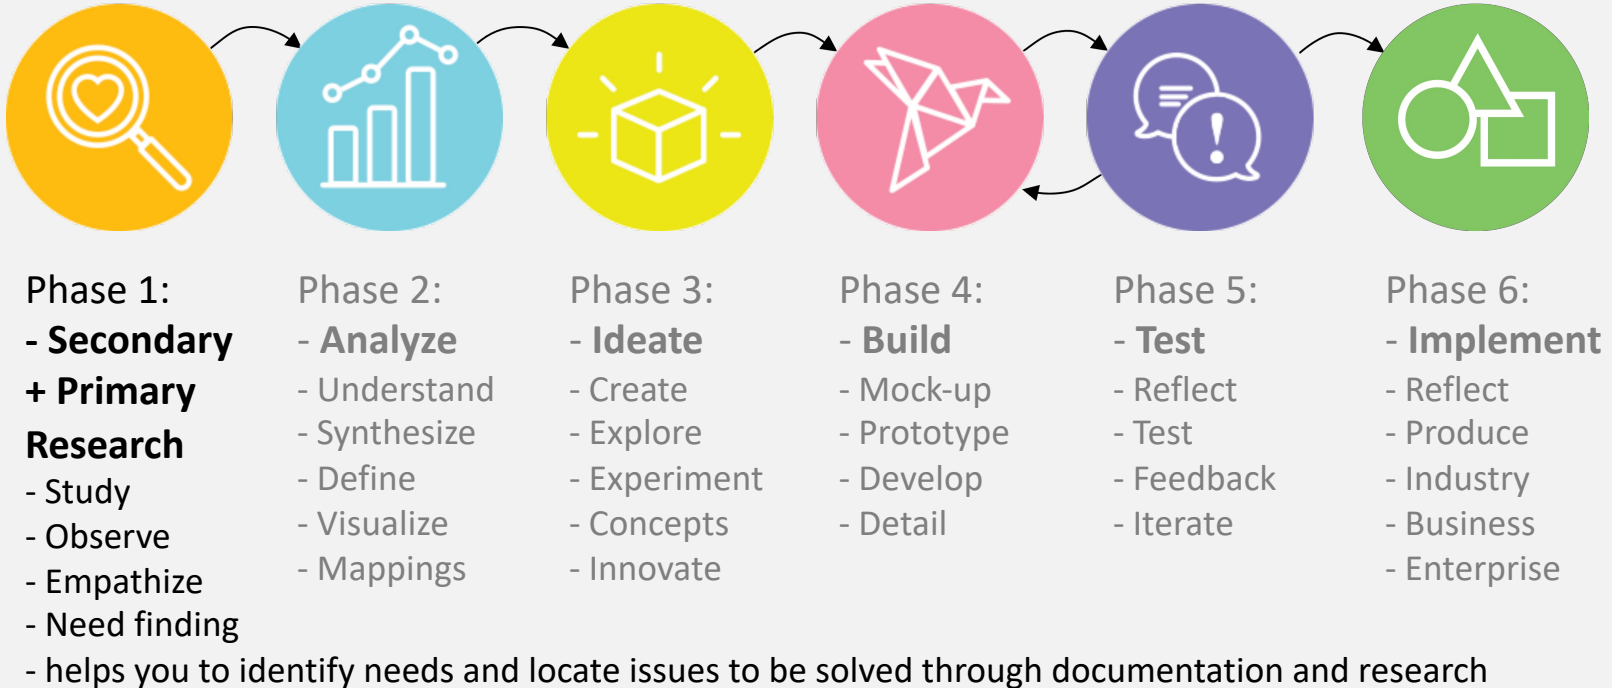 Phase 1:
- Secondary
+ Primary
Research
- Study
- Observe
- Empathize
- Need finding
- helps you to identify needs and locate issues to be solved through documentation and research
Phase 2:
- Analyze
- Understand
- Synthesize
- Define
- Visualize
- Mappings
Phase 3:
- Ideate
- Create
- Explore
- Experiment
- Concepts
- Innovate
Phase 4:
- Build
- Mock-up
- Prototype
- Develop
- Detail
Phase 5:
- Test
- Reflect
- Test
- Feedback
- Iterate
Phase 6:
- Implement
- Reflect
- Produce
- Industry
- Business
- Enterprise